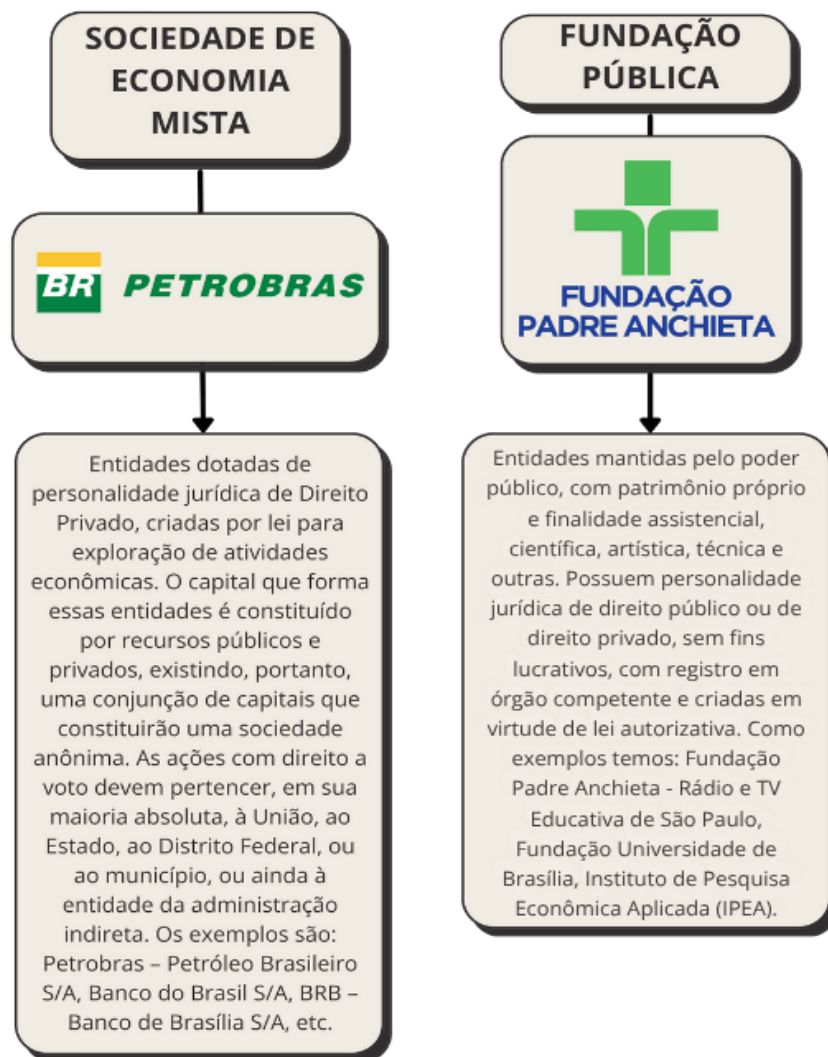 SOCIEDADE DE
ECONOMIA
MISTA
BR PETROBRAS
Entidades dotadas de
personalidade jurídica de Direito
Privado, criadas por lei para
exploração de atividades
econômicas. O capital que forma
essas entidades é constituído
por recursos públicos e
privados, existindo, portanto,
uma conjunção de capitais que
constituirão uma sociedade
anônima. As ações com direito a
voto devem pertencer, em sua
maioria absoluta, à União, ao
Estado, ao Distrito Federal, ou
ao município, ou ainda à
entidade da administração
indireta. Os exemplos são:
Petrobras – Petróleo Brasileiro
S/A, Banco do Brasil S/A, BRB –
Banco de Brasília S/A, etc.
FUNDAÇÃO
PÚBLICA
FUNDAÇÃO
PADRE ANCHIETA
Entidades mantidas pelo poder
público, com patrimônio próprio
e finalidade assistencial,
científica, artística, técnica e
outras. Possuem personalidade
jurídica de direito público ou de
direito privado, sem fins
lucrativos, com registro em
órgão competente e criadas em
virtude de lei autorizativa. Como
exemplos temos: Fundação
Padre Anchieta - Rádio e TV
Educativa de São Paulo,
Fundação Universidade de
Brasília, Instituto de Pesquisa
Econômica Aplicada (IPEA).